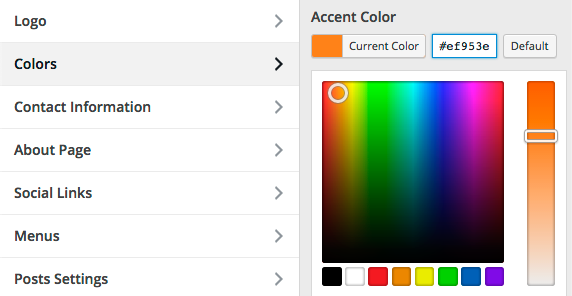 Logo
Colors
Contact Information
About Page
Social Links
Menus
Posts Settings
Accent Color
Current Color #ef953e Default